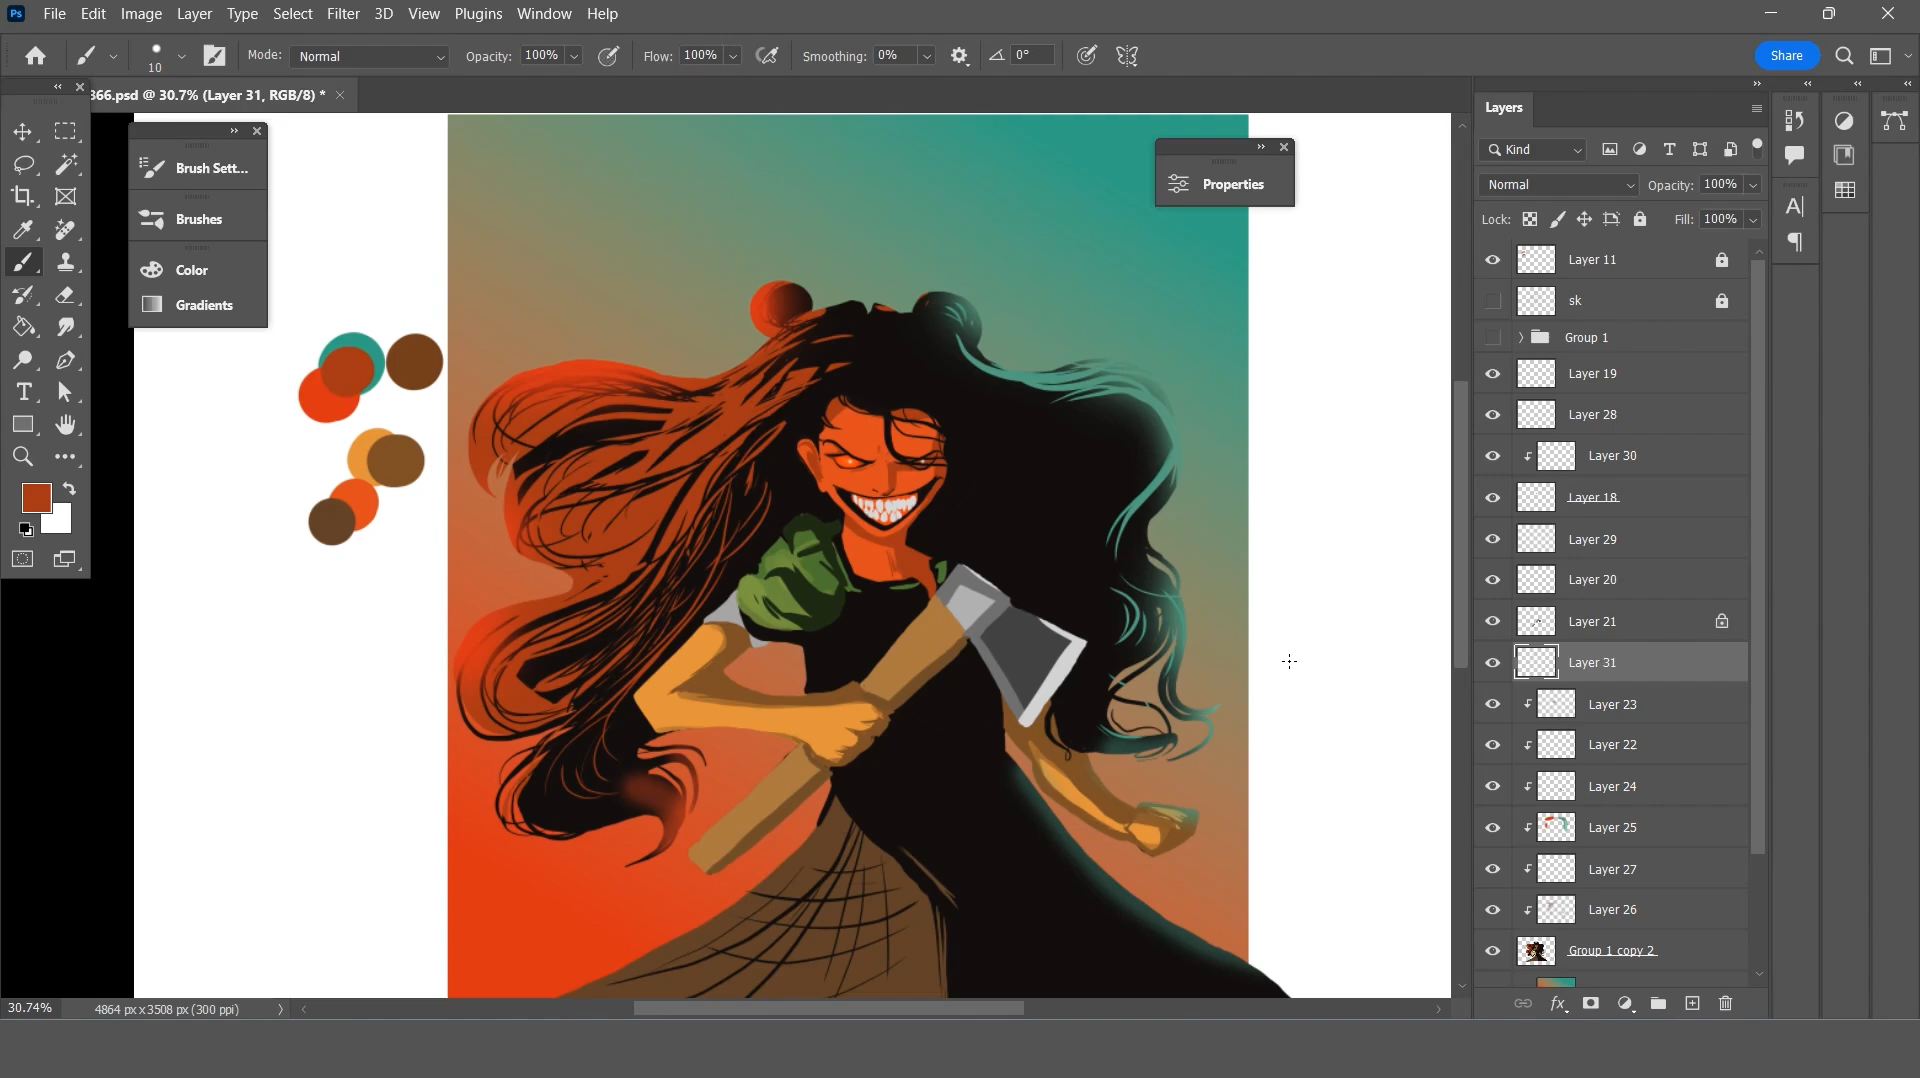 Ps File Edit Image Layer Type Select Filter 3D View Plugins Window Help
10 Mode: Normal Opacity: 100% Flow: 100% Smoothing: 0% 0° Share
366.psd @ 30.7% (Layer 31, RGB/8) *
Brush Sett...
Brushes
Color
Gradients
Properties
Layers
Kind
Normal Opacity: 100%
Lock: Fill: 100%
Layer 11
sk
Group 1
Layer 19
Layer 28
Layer 30
Layer 18
Layer 29
Layer 20
Layer 21
Layer 31
Layer 23
Layer 22
Layer 24
Layer 25
Layer 27
Layer 26
Group 1 copy 2
fx
30.74% 4864 px x 3508 px (300 ppi)